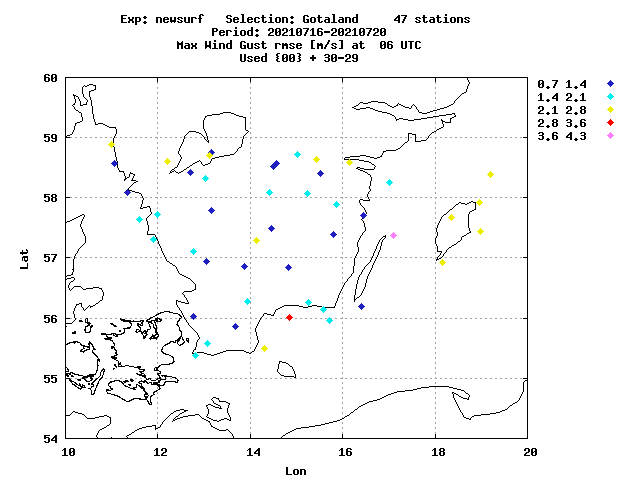 Exp: newsurf   Selection: Gotaland     47 stations
Period: 20210716-20210720
Max Wind Gust rmse [m/s] at  06 UTC
Used {00} + 30-29
0.7 1.4
1.4 2.1
2.1 2.8
2.8 3.6
3.6 4.3
60
59
58
57
56
55
54
Lat
10 12 14 16 18 20
Lon